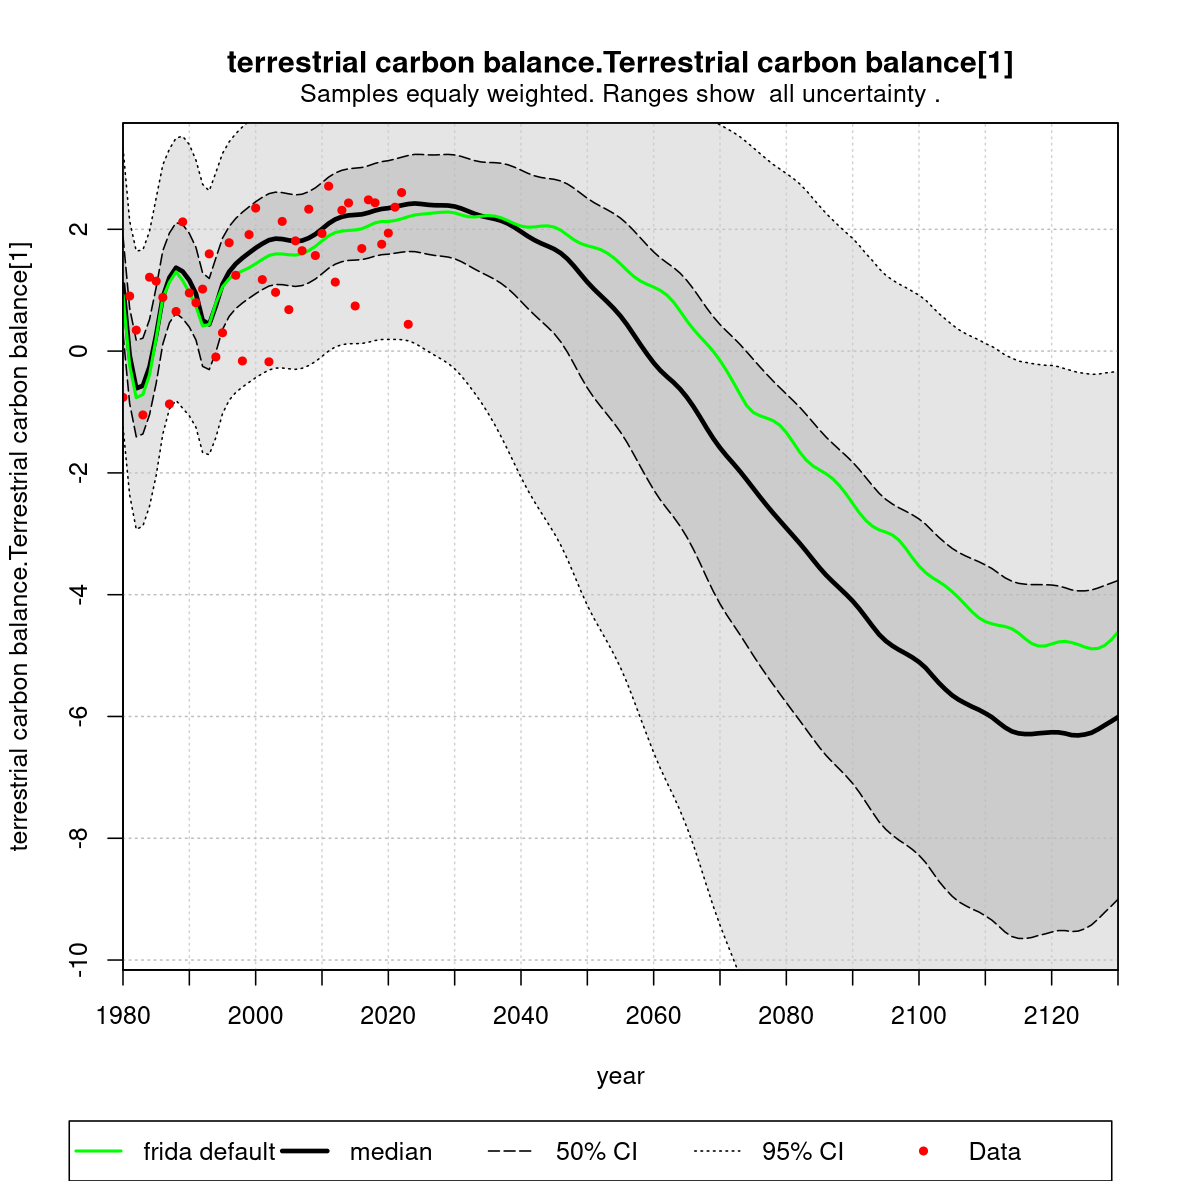 terrestrial carbon balance.Terrestrial carbon balance[1]
Samples equaly weighted. Ranges show  all uncertainty .
terrestrial carbon balance.Terrestrial carbon balance[1]
2
0
-2
-4
-6
-8
-10
1980 2000 2020 2040 2060 2080 2100 2120
year
frida default median 50% CI 95% CI Data